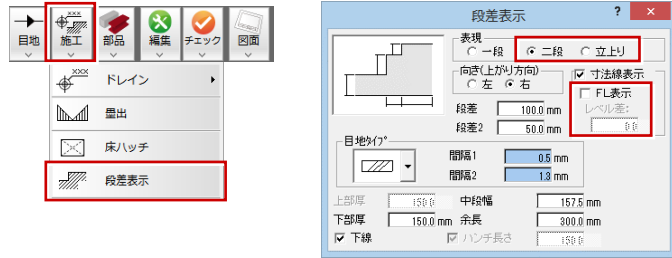 目地
施工
部品
編集
チェック
図面
ドレイン
墨出
床ハッチ
段差表示
段差表示
表現
一段
二段
立上り
向き(上がり方向)
左
右
寸法線表示
FL表示
レベル差:
0.0
段差 100.0 mm
段差2 50.0 mm
目地タイプ
間隔1 0.5 mm
間隔2 1.3 mm
上部厚 150.0 中段幅 157.5 mm
下部厚 150.0 mm 余長 300.0 mm
下線 ハンチ長さ 150.0